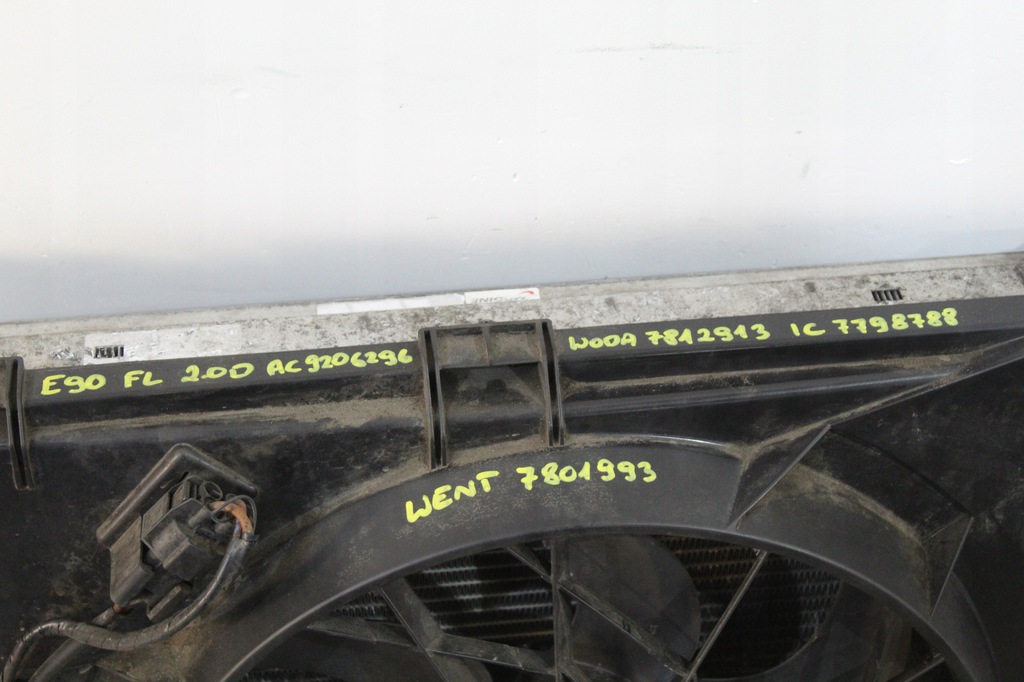 E90 FL 2.0D AC9206296
WODA 7812913 IC 7798788
WENT 7801993